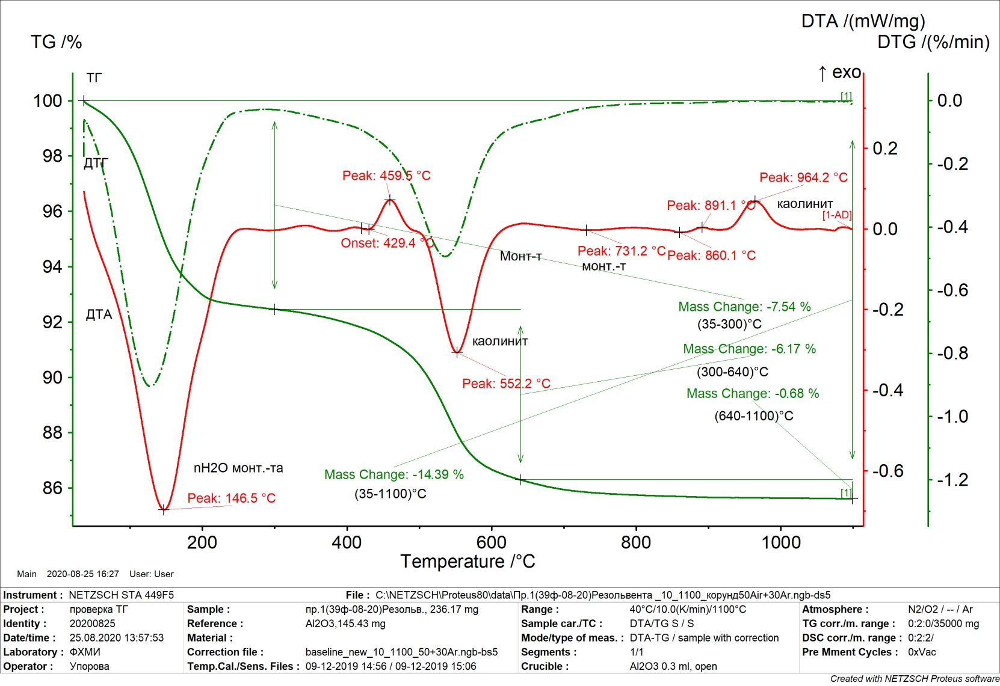 DTA /(mW/mg)
TG /%
DTG /(%/min)
↑ exo
ТГ
[1]
100
0.0
98
ДТГ
0.2
-0.2
Peak: 459.5 °C
Peak: 964.2 °C
96
Peak: 891.1 °C
каолинит
[1-AD]
0.0
-0.4
Onset: 429.4 °C
Peak: 731.2 °C
Peak: 860.1 °C
94
Монт-т
монт.-т
-0.6
Mass Change: -7.54 %
(35-300)°C
92
ДТА
-0.2
каолинит
Mass Change: -6.17 %
-0.8
(300-640)°C
90
Peak: 552.2 °C
-0.4
Mass Change: -0.68 %
(640-1100)°C
-1.0
88
nH2O монт.-та
Mass Change: -14.39 %
-0.6
-1.2
86
(35-1100)°C
[1]
Peak: 146.5 °C
200 400 600 800 1000
Temperature /°C
Main 2020-08-25 16:27 User: User
Instrument : NETZSCH STA 449F5 File : C:\NETZSCH\Proteus80\data\Пр.1(39ф-08-20)Резольвента _10_1100_корунд50Air+30Ar.ngb-ds5
Project : проверка ТГ Sample : пр.1(39ф-08-20)Резольв., 236.17 mg Range : 40°C/10.0(K/min)/1100°C Atmosphere : N2/O2 / -- / Ar
Identity : 20200825 Reference : Al2O3,145.43 mg Sample car./TC : DTA/TG S / S TG corr./m. range : 0:2:0/35000 mg
Date/time : 25.08.2020 13:57:53 Material : Mode/type of meas. : DTA-TG / sample with correction DSC corr./m. range : 0:2:2/
Laboratory : ФХМИ Correction file : baseline_new_10_1100_50+30Ar.ngb-bs5 Segments : 1/1 Pre Mment Cycles : 0xVac
Operator : Упорова Temp.Cal./Sens. Files : 09-12-2019 14:56 / 09-12-2019 15:06 Crucible : Al2O3 0.3 ml, open
Created with NETZSCH Proteus software